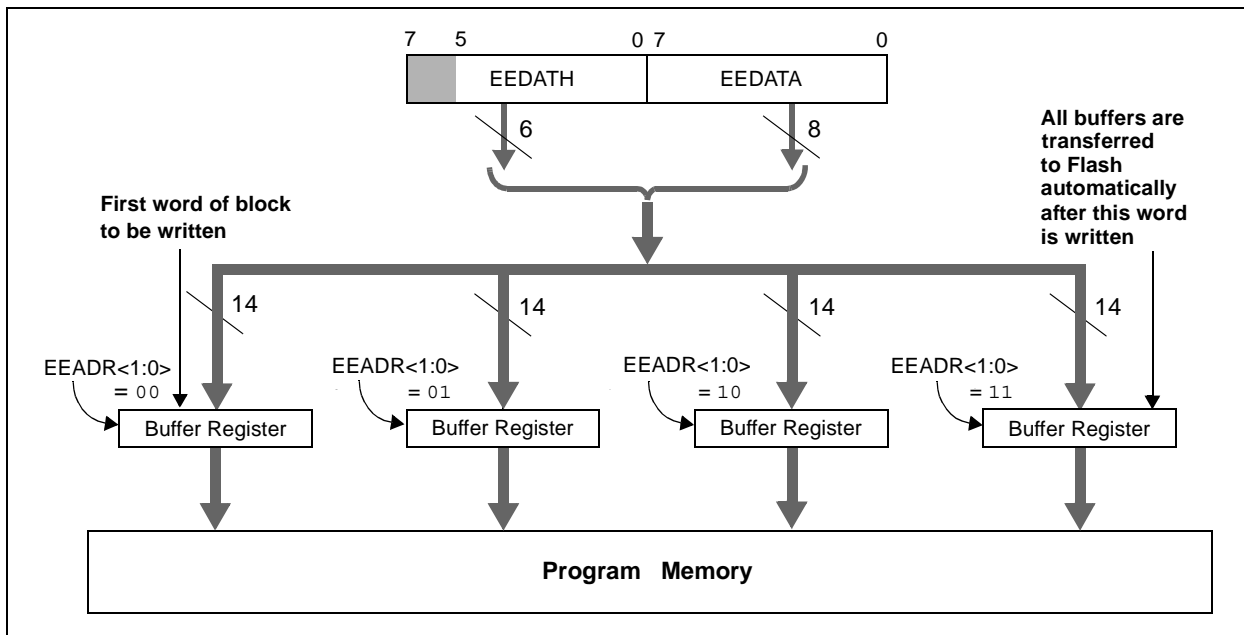 7 5 0 7 0
EEDATH EEDATA
6 8
All buffers are
transferred
to Flash
automatically
after this word
is written
First word of block
to be written
14 14 14 14
EEADR<1:0>
= 00
EEADR<1:0>
= 01
EEADR<1:0>
= 10
EEADR<1:0>
= 11
Buffer Register Buffer Register Buffer Register Buffer Register
Program Memory